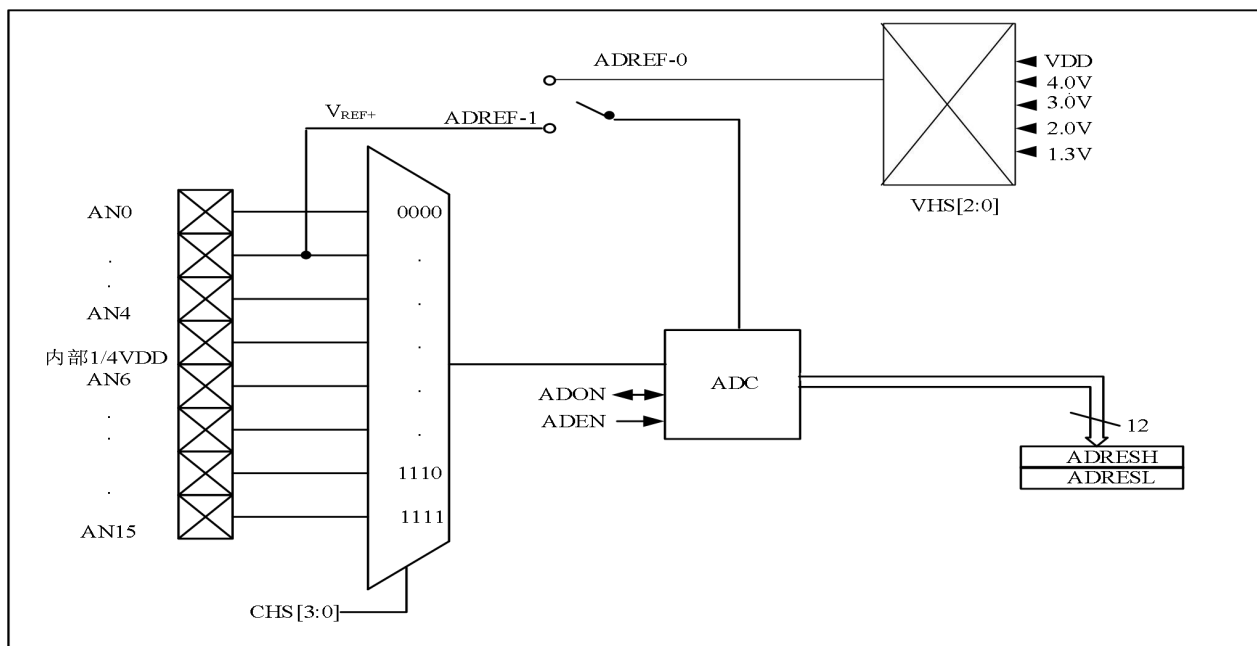 ADREF-0
VDD
4.0V
3.0V
2.0V
1.3V
VHS[2:0]
VREF+
ADREF-1
AN0
.
.
AN4
内部1/4VDD
AN6
.
.
.
AN15
0000
.
.
.
.
.
1110
1111
CHS[3:0]
ADC
ADON
ADEN
12
ADRESH
ADRESL